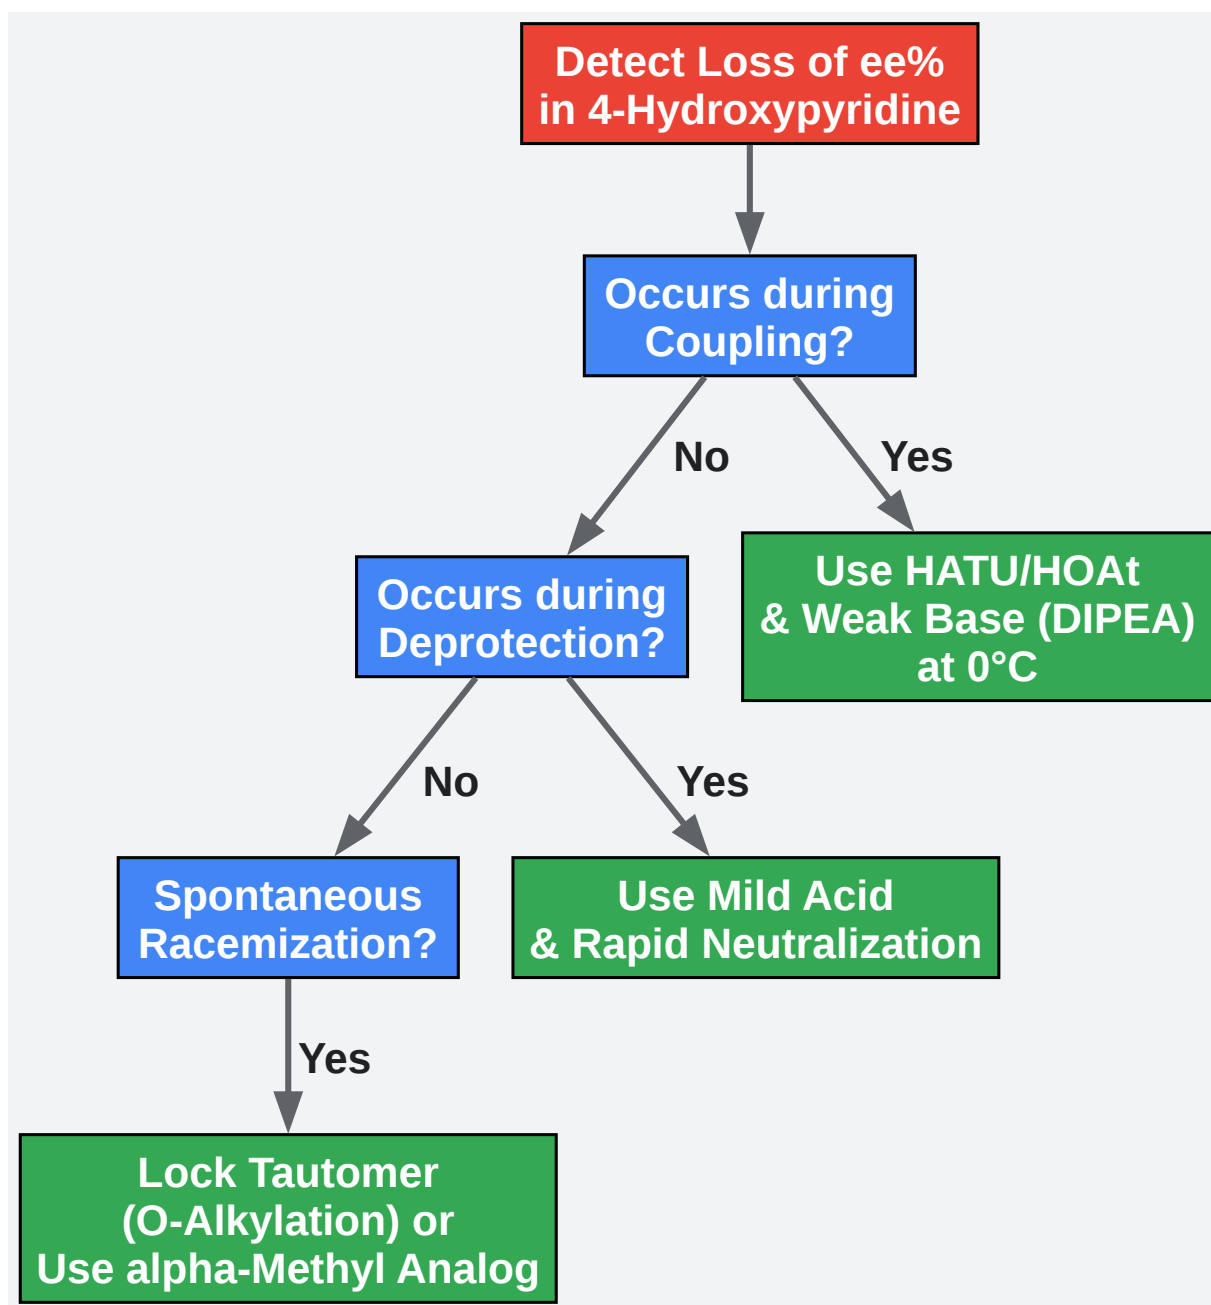 Detect Loss of ee%
in 4-Hydroxypyridine
Occurs during
Coupling?
No
Yes
Occurs during
Deprotection?
Use HATU/HOAt
& Weak Base (DIPEA)
at 0°C
No
Yes
Spontaneous
Racemization?
Use Mild Acid
& Rapid Neutralization
Yes
Lock Tautomer
(O-Alkylation) or
Use alpha-Methyl Analog